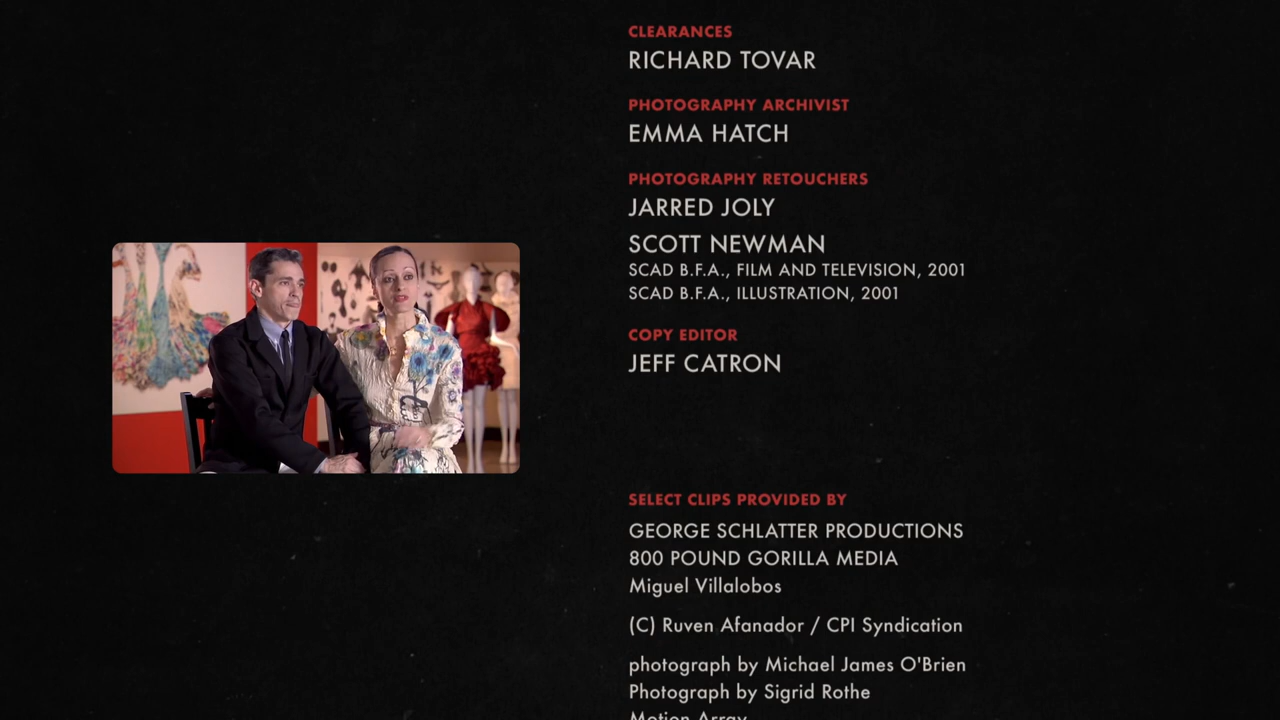 CLEARANCES
RICHARD TOVAR
PHOTOGRAPHY ARCHIVIST
EMMA HATCH
PHOTOGRAPHY RETOUCHERS
JARRED JOLY
SCOTT NEWMAN
SCAD B.F.A., FILM AND TELEVISION, 2001
SCAD B.F.A., ILLUSTRATION, 2001
COPY EDITOR
JEFF CATRON
SELECT CLIPS PROVIDED BY
GEORGE SCHLATTER PRODUCTIONS
800 POUND GORILLA MEDIA
Miguel Villalobos
(C) Ruven Afanador / CPI Syndication
photograph by Michael James O'Brien
Photograph by Sigrid Rothe
Motion Array